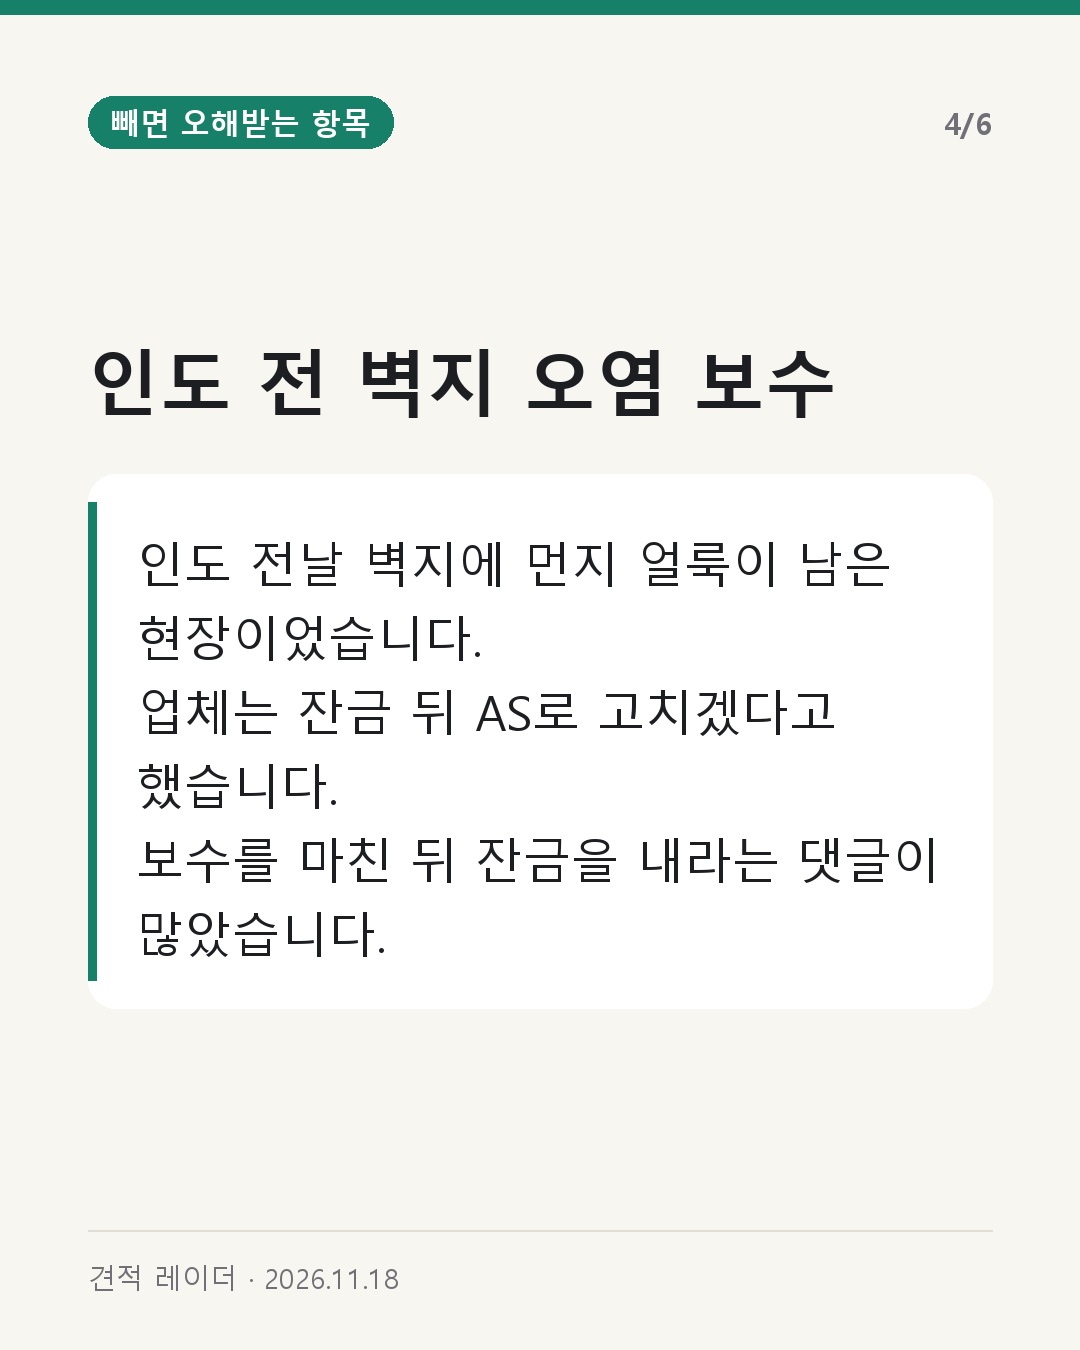 빼면 오해받는 항목
4/6
인도 전 벽지 오염 보수
인도 전날 벽지에 먼지 얼룩이 남은
현장이었습니다.
업체는 잔금 뒤 AS로 고치겠다고
했습니다.
보수를 마친 뒤 잔금을 내라는 댓글이
많았습니다.
견적 레이더 · 2026.11.18